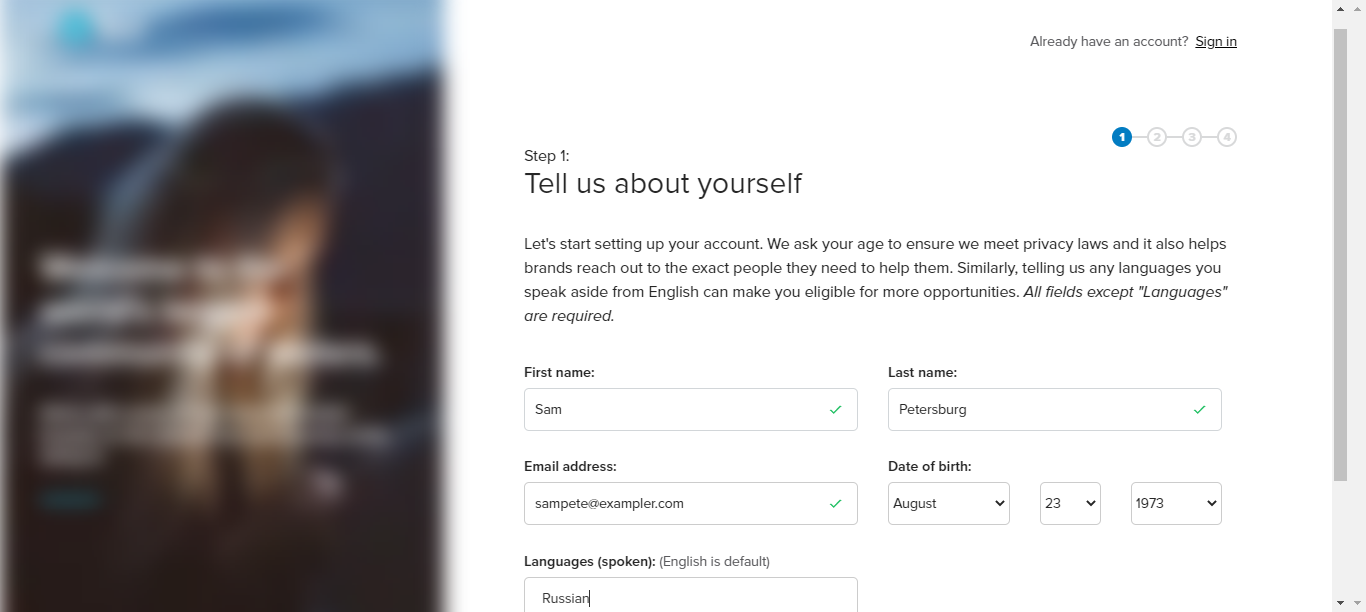 Already have an account? Sign in
1 2 3 4
Step 1:
Tell us about yourself
Let's start setting up your account. We ask your age to ensure we meet privacy laws and it also helps
brands reach out to the exact people they need to help them. Similarly, telling us any languages you
speak aside from English can make you eligible for more opportunities. All fields except "Languages"
are required.
First name:
Last name:
Sam
Petersburg
Email address:
Date of birth:
sampete@exampler.com
August 23 1973
Languages (spoken): (English is default)
Russian